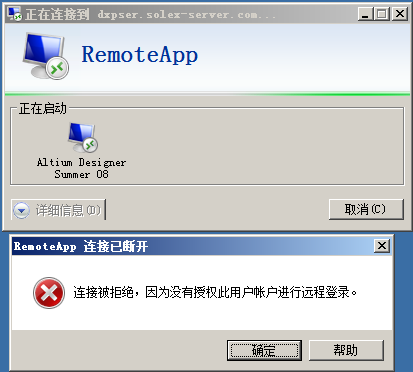 正在连接到 dxpser.solex-server.com...
RemoteApp
正在启动
Altium Designer
Summer 08
详细信息(D)
取消(C)
RemoteApp 连接已断开
连接被拒绝，因为没有授权此用户帐户进行远程登录。
确定
帮助